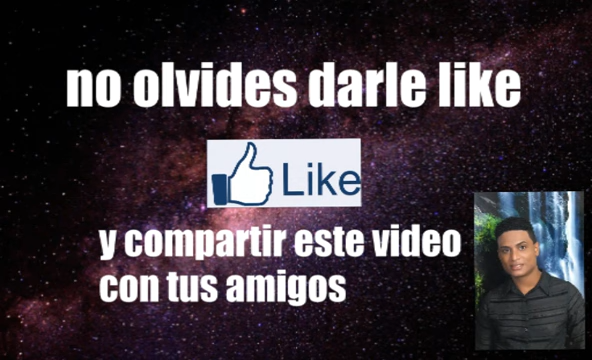 no olvides darle like
Like
y compartir este video
con tus amigos